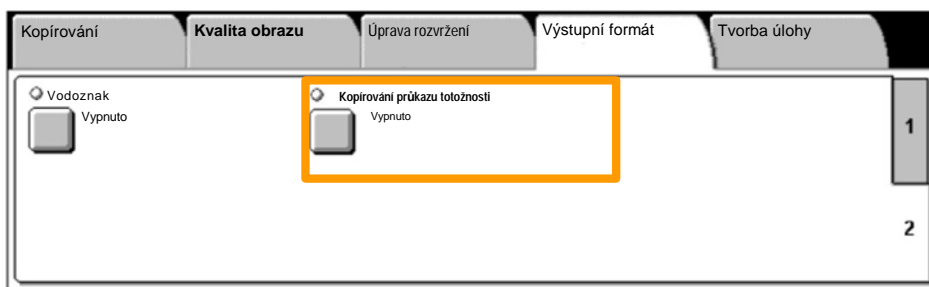 Kopírování
Kvalita obrazu
Úprava rozvržení
Výstupní formát
Tvorba úlohy
Vodoznak
Vypnuto
Kopírování průkazu totožnosti
Vypnuto
1
2